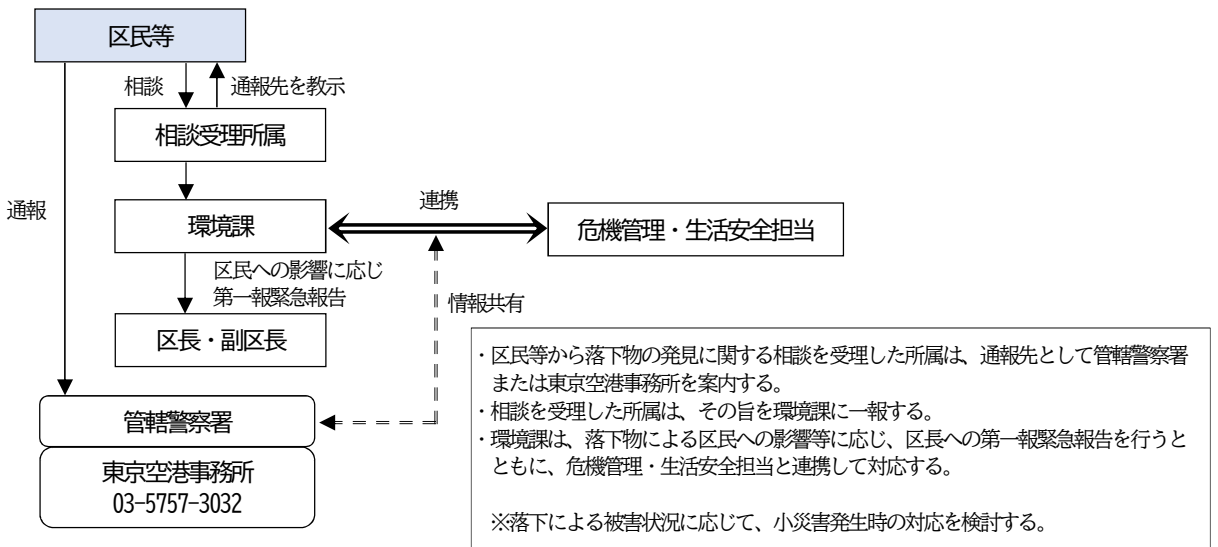 区民等
相談
通報先を教示
相談受理所属
通報
環境課
連携
危機管理・生活安全担当
区民への影響に応じ
第一報緊急報告
情報共有
区長・副区長
管轄警察署
東京空港事務所
03-5757-3032
・区民等から落下物の発見に関する相談を受理した所属は、通報先として管轄警察署
または東京空港事務所を案内する。
・相談を受理した所属は、その旨を環境課に一報する。
・環境課は、落下物による区民への影響等に応じ、区長への第一報緊急報告を行うと
ともに、危機管理・生活安全担当と連携して対応する。
※落下による被害状況に応じて、小災害発生時の対応を検討する。